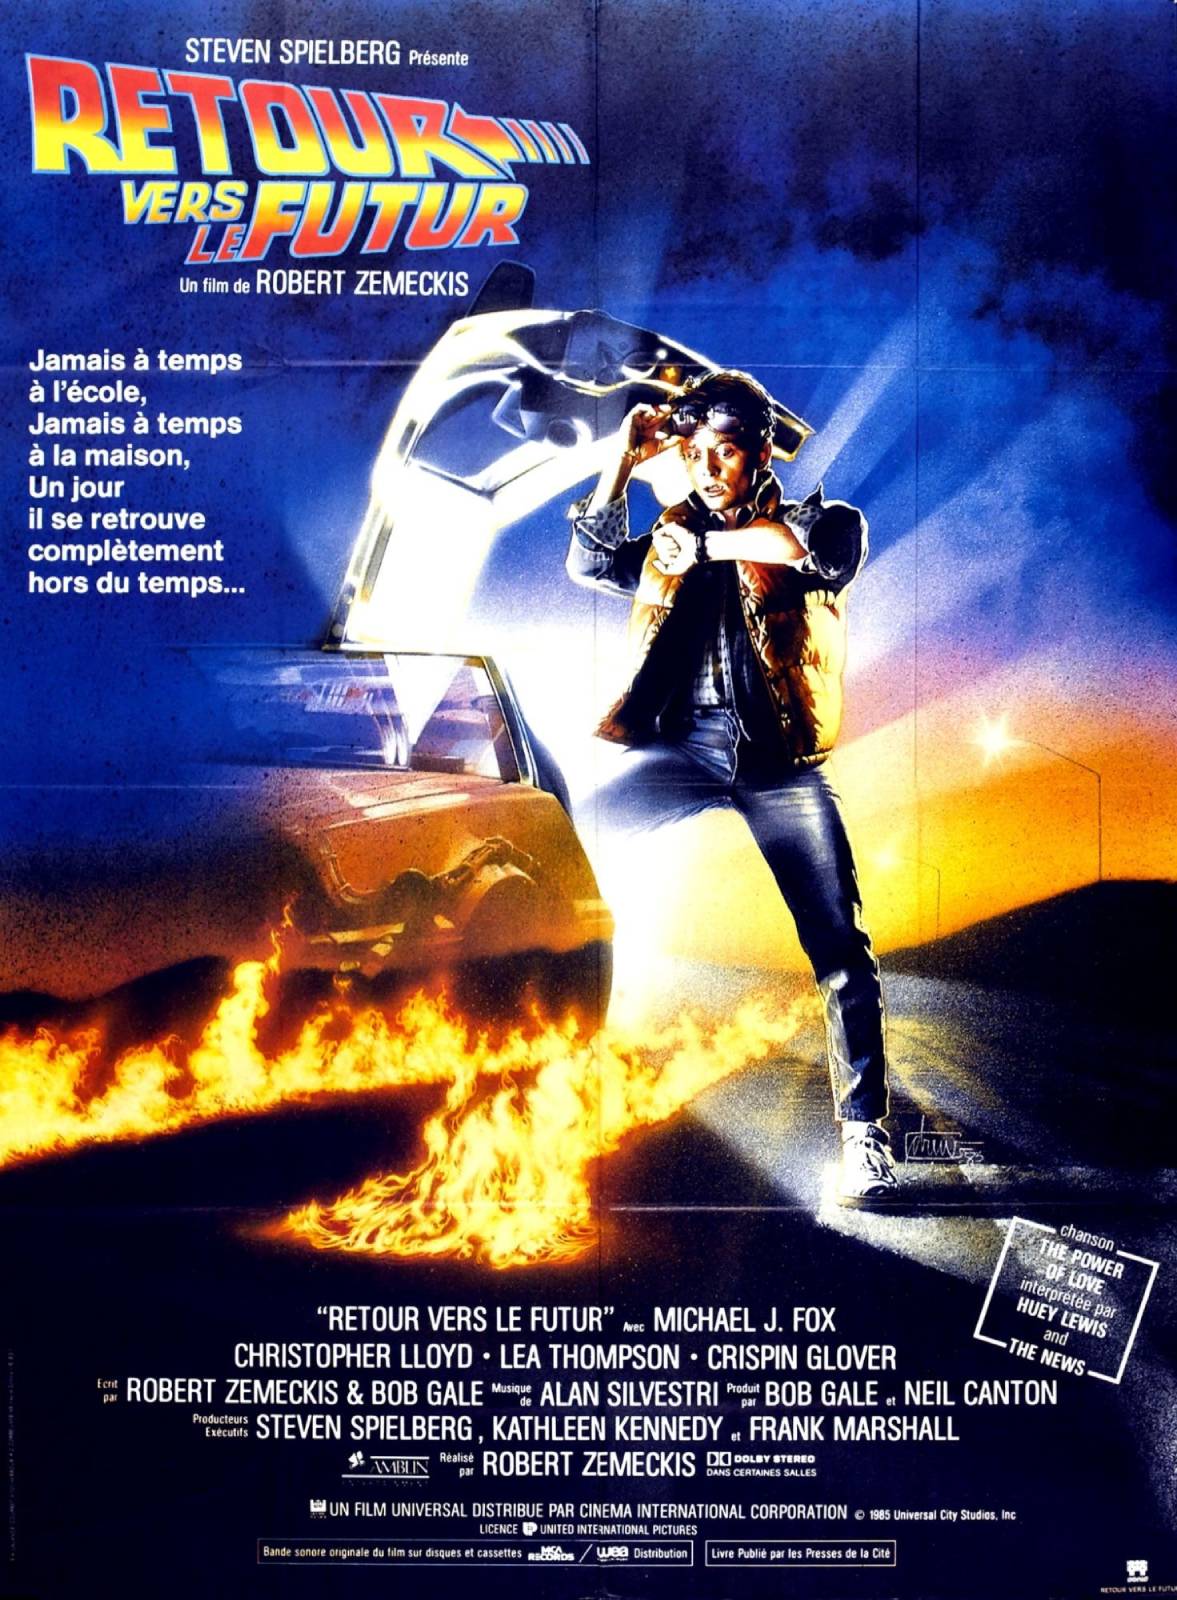 STEVEN SPIELBERG Présente
RETOUR
VERS
LE FUTUR
Un film de ROBERT ZEMECKIS
Jamais à temps
à l'école,
Jamais à temps
à la maison,
Un jour
il se retrouve
complètement
hors du temps...
chanson
THE POWER
OF LOVE
interprétée par
HUEY LEWIS
and
THE NEWS
"RETOUR VERS LE FUTUR" Avec MICHAEL J. FOX
CHRISTOPHER LLOYD • LEA THOMPSON • CRISPIN GLOVER
Ecrit par ROBERT ZEMECKIS & BOB GALE Musique de ALAN SILVESTRI Produit par BOB GALE et NEIL CANTON
Producteurs Exécutifs STEVEN SPIELBERG, KATHLEEN KENNEDY et FRANK MARSHALL
AMBLIN Réalisé par ROBERT ZEMECKIS DOLBY STEREO DANS CERTAINES SALLES
UN FILM UNIVERSAL DISTRIBUE PAR CINEMA INTERNATIONAL CORPORATION © 1985 Universal City Studios, Inc
LICENCE UNITED INTERNATIONAL PICTURES
Bande sonore originale du film sur disques et cassettes MCA RECORDS / wea Distribution Livre Publié par les Presses de la Cité
RETOUR VERS LE FUTU